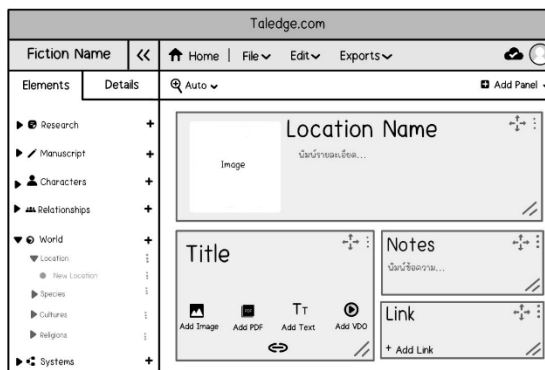 Taledge.com
Fiction Name
Home | File Edit Exports
Elements Details
Auto
Add Panel
Research
Manuscript
Characters
Relationships
World
Location
New Location
Species
Cultures
Religions
Systems
Location Name
พิมพ์รายละเอียด...
Image
Title
Add Image Add PDF Add Text Add VDO
Notes
พิมพ์ข้อความ...
Link
+ Add Link